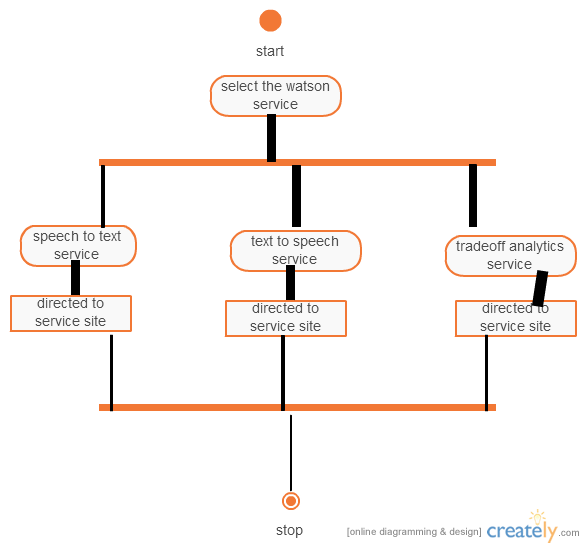 start
select the watson
service
speech to text
service
text to speech
service
tradeoff analytics
service
directed to
service site
directed to
service site
directed to
service site
stop
[online diagramming & design] creately.com